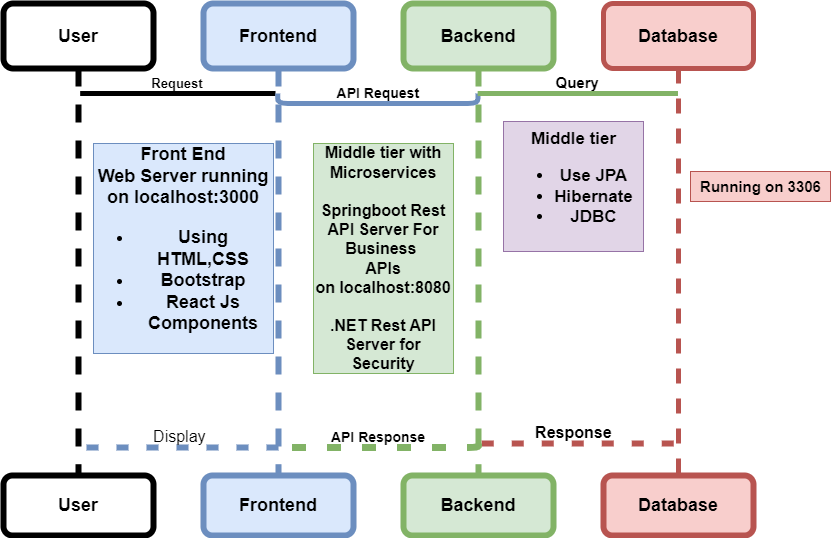 User
Frontend
Backend
Database
Request
API Request
Query
Front End
Web Server running
on localhost:3000
• Using
HTML,CSS
• Bootstrap
• React Js
Components
Middle tier with
Microservices
Springboot Rest
API Server For
Business
APIs
on localhost:8080
.NET Rest API
Server for
Security
Middle tier
• Use JPA
• Hibernate
• JDBC
Running on 3306
Display
API Response
Response
User
Frontend
Backend
Database